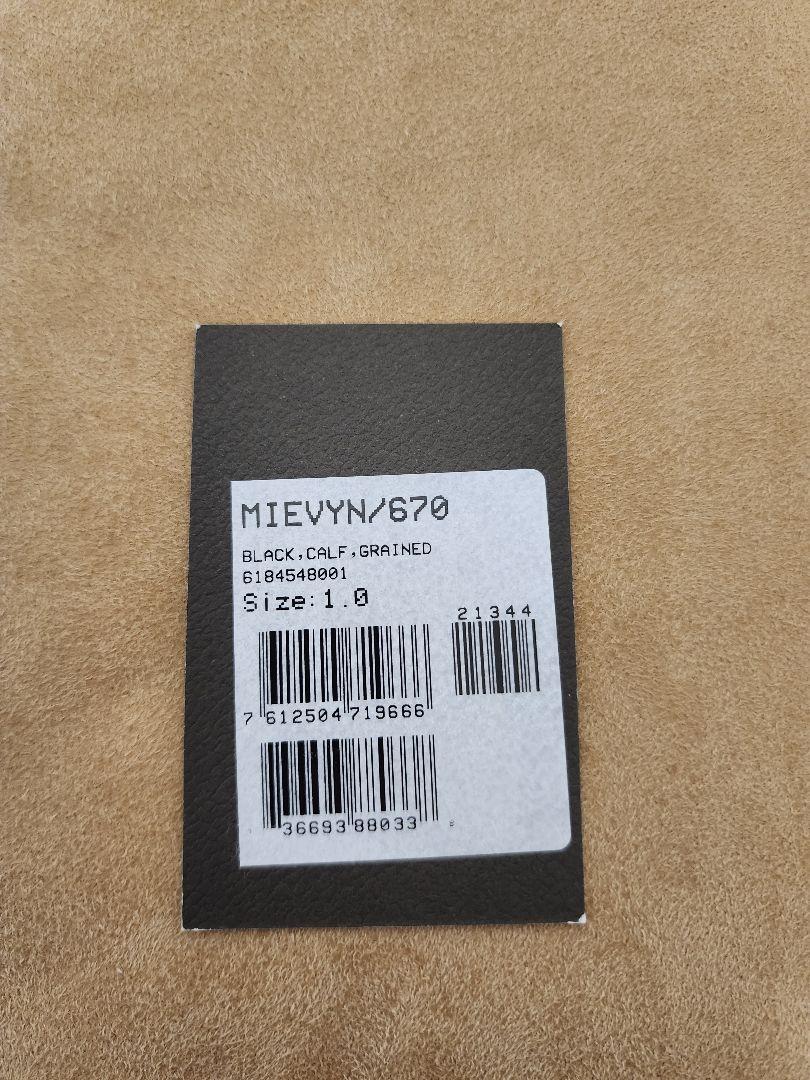 MIEVYN/670
BLACK,CALF,GRAINED
6184548001
Size:1.0
21344
7 612504 719666
36693 88033